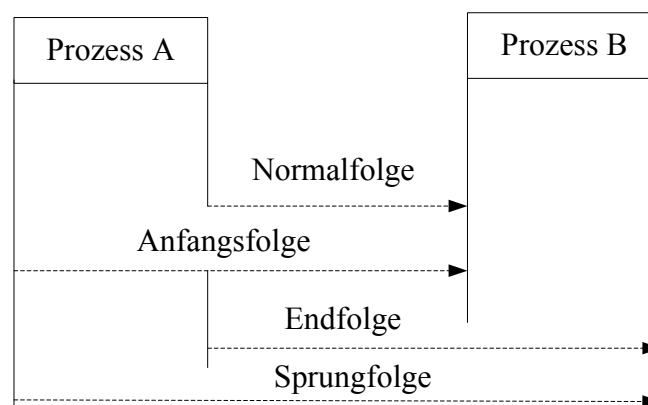 Prozess A
Prozess B
Normalfolge
Anfangsfolge
Endfolge
Sprungfolge